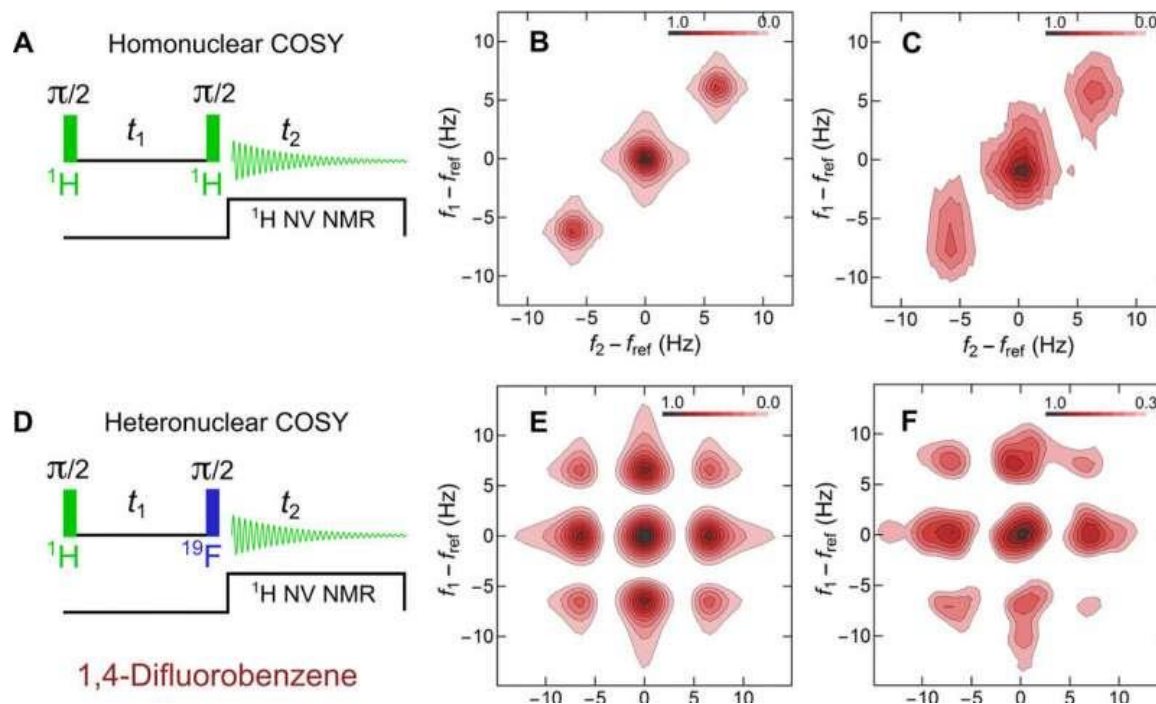 A Homonuclear COSY
π/2 π/2
t1 t2
1H 1H
1H NV NMR
B
1.0 0.0
10
5
0
−5
−10
f1 − fref (Hz)
−10 −5 0 5 10
f2 − fref (Hz)
C
1.0 0.0
10
5
0
−5
−10
f1 − fref (Hz)
−10 −5 0 5 10
f2 − fref (Hz)
D Heteronuclear COSY
π/2 π/2
t1 t2
1H 19F
1H NV NMR
1,4-Difluorobenzene
E
1.0 0.0
10
5
0
−5
−10
f1 − fref (Hz)
−10 −5 0 5 10
F
1.0 0.3
10
5
0
−5
−10
f1 − fref (Hz)
−10 −5 0 5 10